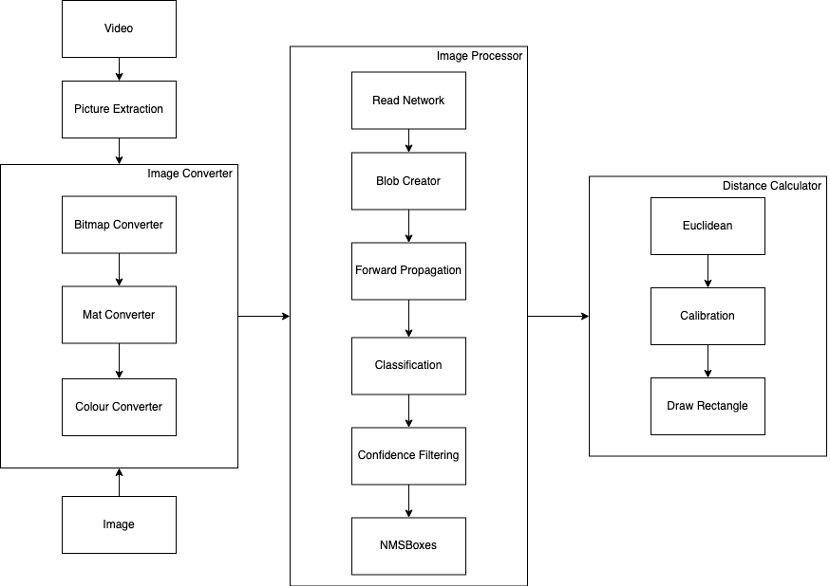 Video
Picture Extraction
Image Converter
Bitmap Converter
Mat Converter
Colour Converter
Image
Image Processor
Read Network
Blob Creator
Forward Propagation
Classification
Confidence Filtering
NMSBoxes
Distance Calculator
Euclidean
Calibration
Draw Rectangle